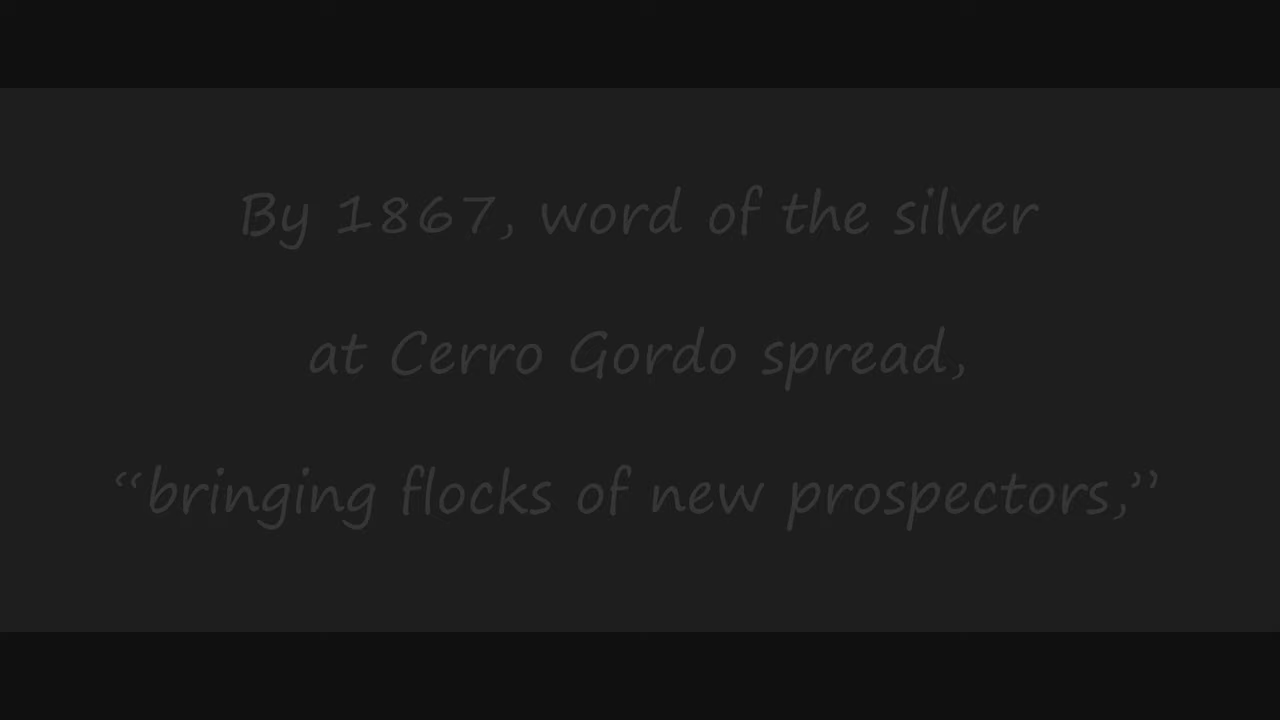 By 1867, word of the silver
at Cerro Gordo spread,
“bringing flocks of new prospectors,”